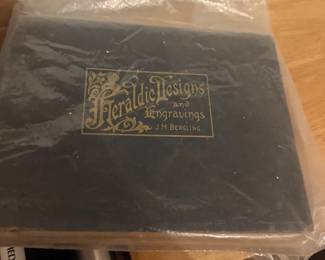 Heraldic Designs
and
Engravings
J. M. BERGLING.